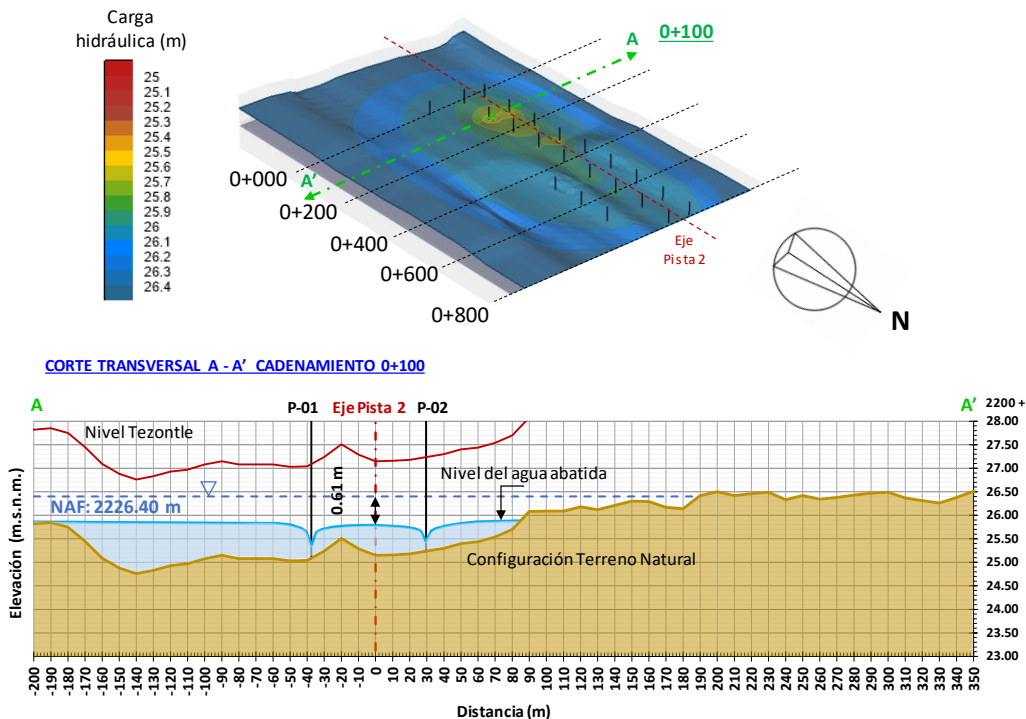 Carga
hidráulica (m)
25
25.1
25.2
25.3
25.4
25.5
25.6
25.7
25.8
25.9
26
26.1
26.3
26.4
A
0+100
A'
0+000
0+200
0+400
0+600
0+800
Eje
Pista 2
N
CORTE TRANSVERSAL A - A' CADENAMIENTO 0+100
A
P-01
Eje Pista 2
P-02
A'
2200 +
Nivel Tezontle
Nivel del agua abatida
NAF: 2226.40 m
0.61 m
Configuración Terreno Natural
Elevación (m.s.n.m.)
28.00
27.00
26.50
26.00
25.50
25.00
24.00
23.50
23.00
-200 -190 -180 -170 -160 -150 -140 -130 -120 -110 -100 -90 -80 -70 -60 -50 -40 -30 -20 -10 0 10 20 30 40 50 60 70 80 90 100 110 120 130 140 150 160 170 180 190 200 210 220 230 240 250 260 270 280 290 300 310 320 330 340 350
Distancia (m)